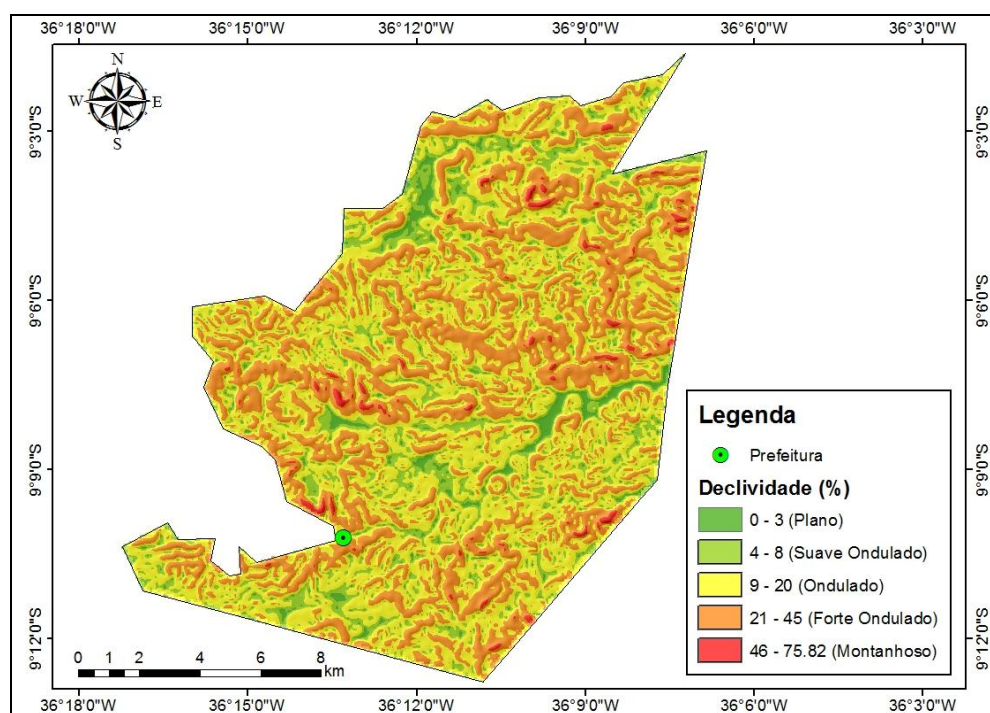 36°18'0"W 36°15'0"W 36°12'0"W 36°9'0"W 36°6'0"W 36°3'0"W
N
W E
S
9°3'0"S 9°3'0"S
9°6'0"S 9°6'0"S
9°9'0"S 9°9'0"S
9°12'0"S 9°12'0"S
Legenda
Prefeitura
Declividade (%)
0 - 3 (Plano)
4 - 8 (Suave Ondulado)
9 - 20 (Ondulado)
21 - 45 (Forte Ondulado)
46 - 75.82 (Montanhoso)
0 1 2 4 6 8
km
36°18'0"W 36°15'0"W 36°12'0"W 36°9'0"W 36°6'0"W 36°3'0"W